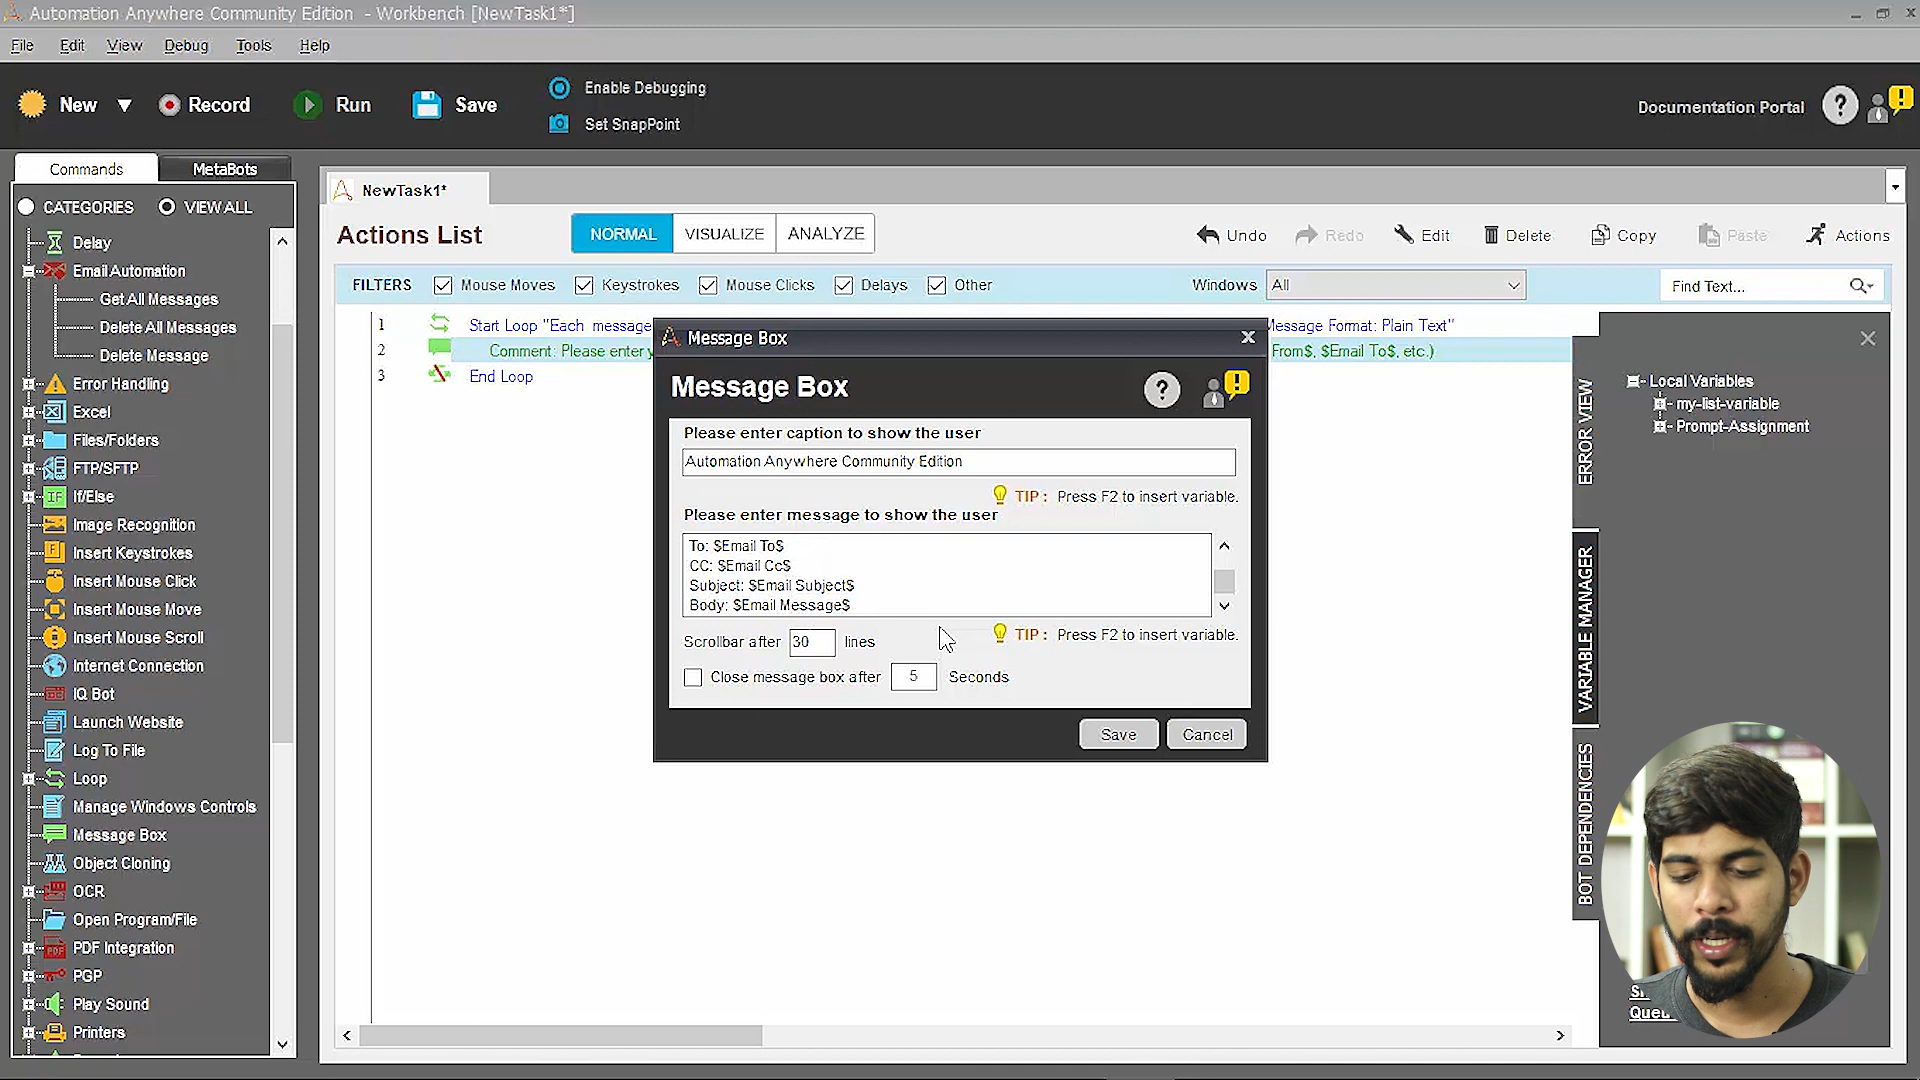 Automation Anywhere Community Edition - Workbench [NewTask1*]
File Edit View Debug Tools Help
New Record Run Save
Enable Debugging
Set SnapPoint
Documentation Portal
Commands MetaBots
CATEGORIES VIEW ALL
Delay
Email Automation
Get All Messages
Delete All Messages
Delete Message
Error Handling
Excel
Files/Folders
FTP/SFTP
If/Else
Image Recognition
Insert Keystrokes
Insert Mouse Click
Insert Mouse Move
Insert Mouse Scroll
Internet Connection
IQ Bot
Launch Website
Log To File
Loop
Manage Windows Controls
Message Box
Object Cloning
OCR
Open Program/File
PDF Integration
PGP
Play Sound
Printers
NewTask1*
Actions List
NORMAL VISUALIZE ANALYZE
Undo Redo Edit Delete Copy Paste Actions
FILTERS Mouse Moves Keystrokes Mouse Clicks Delays Other
Windows All
Find Text...
1 Start Loop "Each message Message Format: Plain Text"
2 Comment: Please enter y From$, $Email To$, etc.)
3 End Loop
Message Box
Message Box
Please enter caption to show the user
Automation Anywhere Community Edition
TIP : Press F2 to insert variable.
Please enter message to show the user
To: $Email To$
CC: $Email Cc$
Subject: $Email Subject$
Body: $Email Message$
Scrollbar after 30 lines
TIP : Press F2 to insert variable.
Close message box after 5 Seconds
Save Cancel
ERROR VIEW
VARIABLE MANAGER
BOT DEPENDENCIES
Local Variables
my-list-variable
Prompt-Assignment